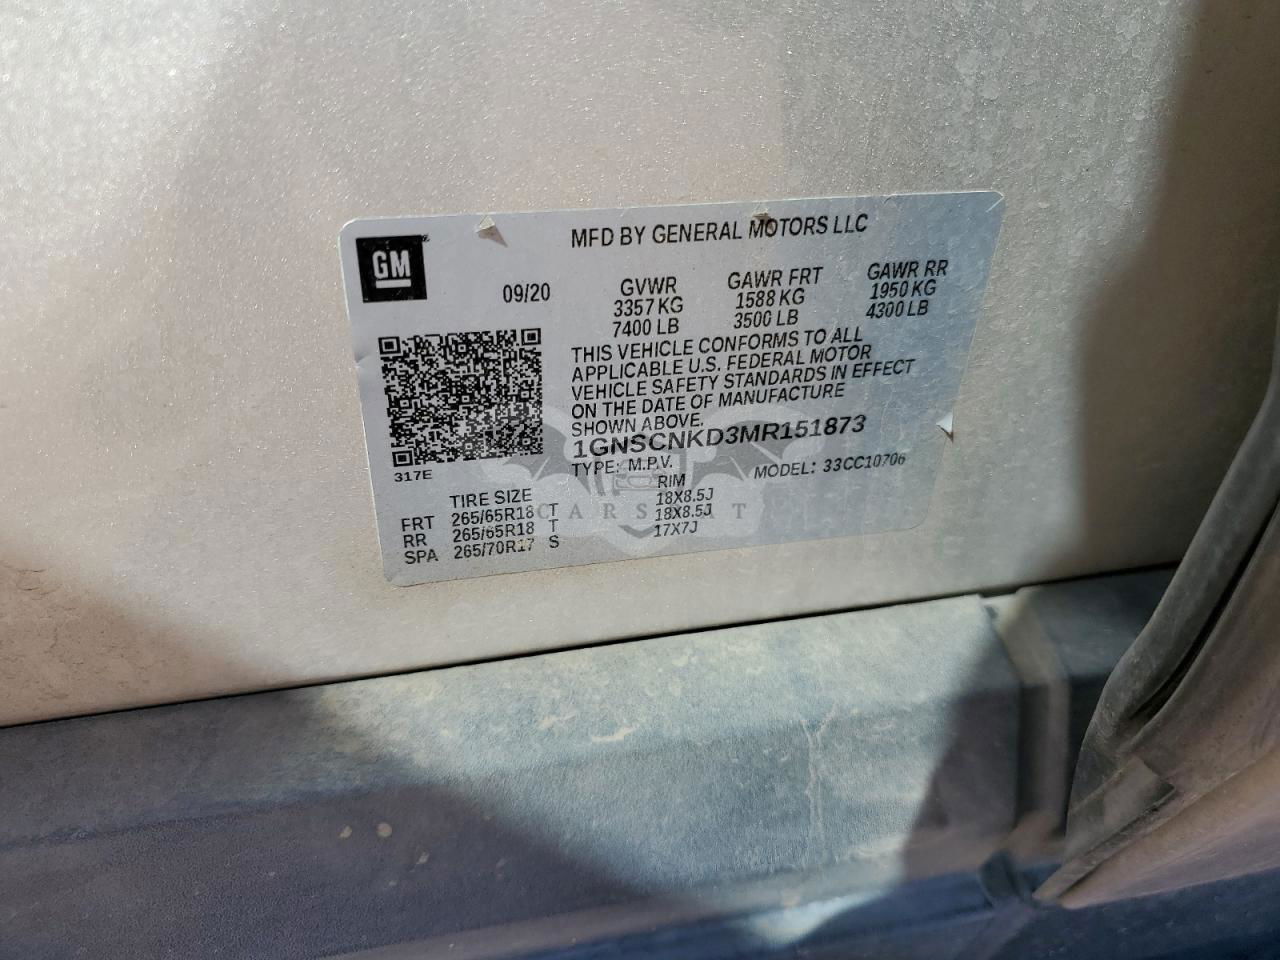 MFD BY GENERAL MOTORS LLC
GM
09/20
GVWR GAWR FRT GAWR RR
3357 KG 1588 KG 1950 KG
7400 LB 3500 LB 4300 LB
THIS VEHICLE CONFORMS TO ALL
APPLICABLE U.S. FEDERAL MOTOR
VEHICLE SAFETY STANDARDS IN EFFECT
ON THE DATE OF MANUFACTURE
SHOWN ABOVE.
1GNSCNKD3MR151873
TYPE: M.P.V. MODEL: 33CC10706
317E
TIRE SIZE RIM
FRT 265/65R18 T 18X8.5J
RR 265/65R18 T 18X8.5J
SPA 265/70R17 S 17X7J
CARSBAT